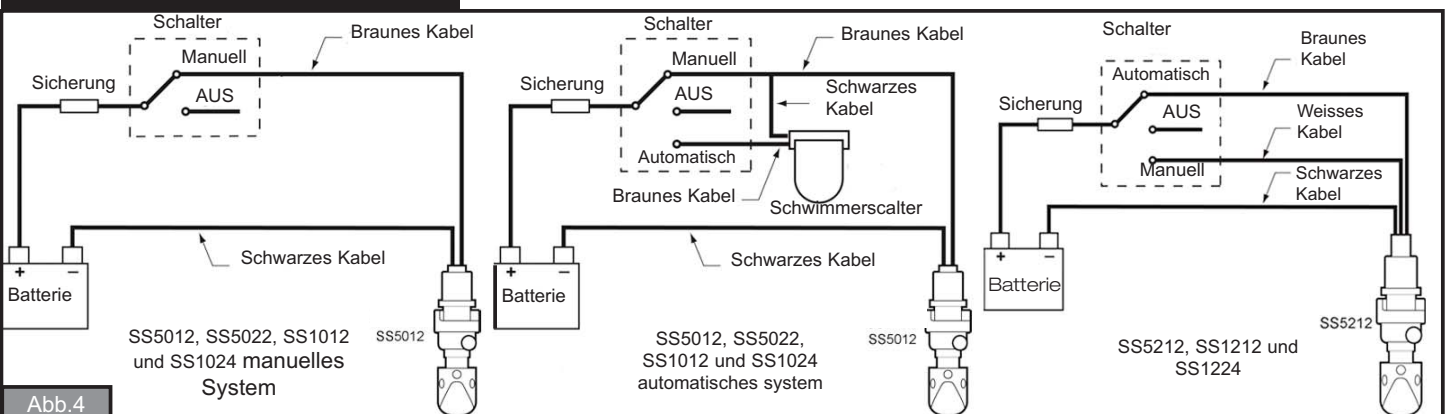 Schalter
Manuell
Braunes Kabel
Sicherung
AUS
Schwarzes Kabel
+
−
Batterie
SS5012, SS5022, SS1012
und SS1024 manuelles
System
SS5012
Abb.4
Schalter
Manuell
Braunes Kabel
Sicherung
AUS
Schwarzes
Kabel
Automatisch
Braunes Kabel
Schwimmerscalter
Schwarzes Kabel
+
−
Batterie
SS5012, SS5022,
SS1012 und SS1024
automatisches system
SS5012
Schalter
Braunes
Kabel
Automatisch
Sicherung
AUS
Weisses
Kabel
Manuell
Schwarzes
Kabel
+
−
Batterie
SS5212
SS5212, SS1212 und
SS1224